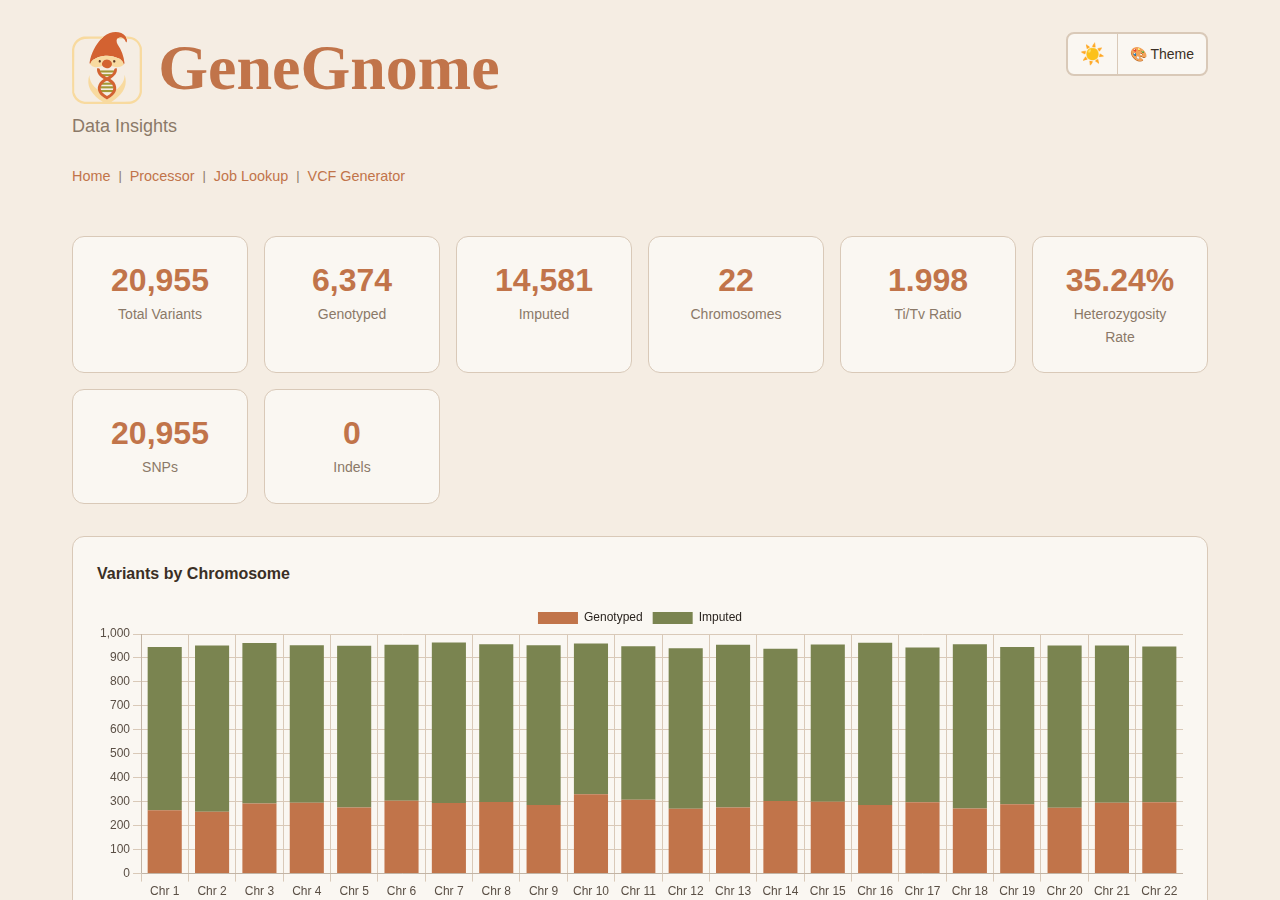 GeneGnome
Theme
Data Insights
Home | Processor | Job Lookup | VCF Generator
20,955
Total Variants
6,374
Genotyped
14,581
Imputed
22
Chromosomes
1.998
Ti/Tv Ratio
35.24%
Heterozygosity
Rate
20,955
SNPs
0
Indels
Variants by Chromosome
Genotyped Imputed
1,000
900
800
700
600
500
400
300
200
100
0
Chr 1 Chr 2 Chr 3 Chr 4 Chr 5 Chr 6 Chr 7 Chr 8 Chr 9 Chr 10 Chr 11 Chr 12 Chr 13 Chr 14 Chr 15 Chr 16 Chr 17 Chr 18 Chr 19 Chr 20 Chr 21 Chr 22